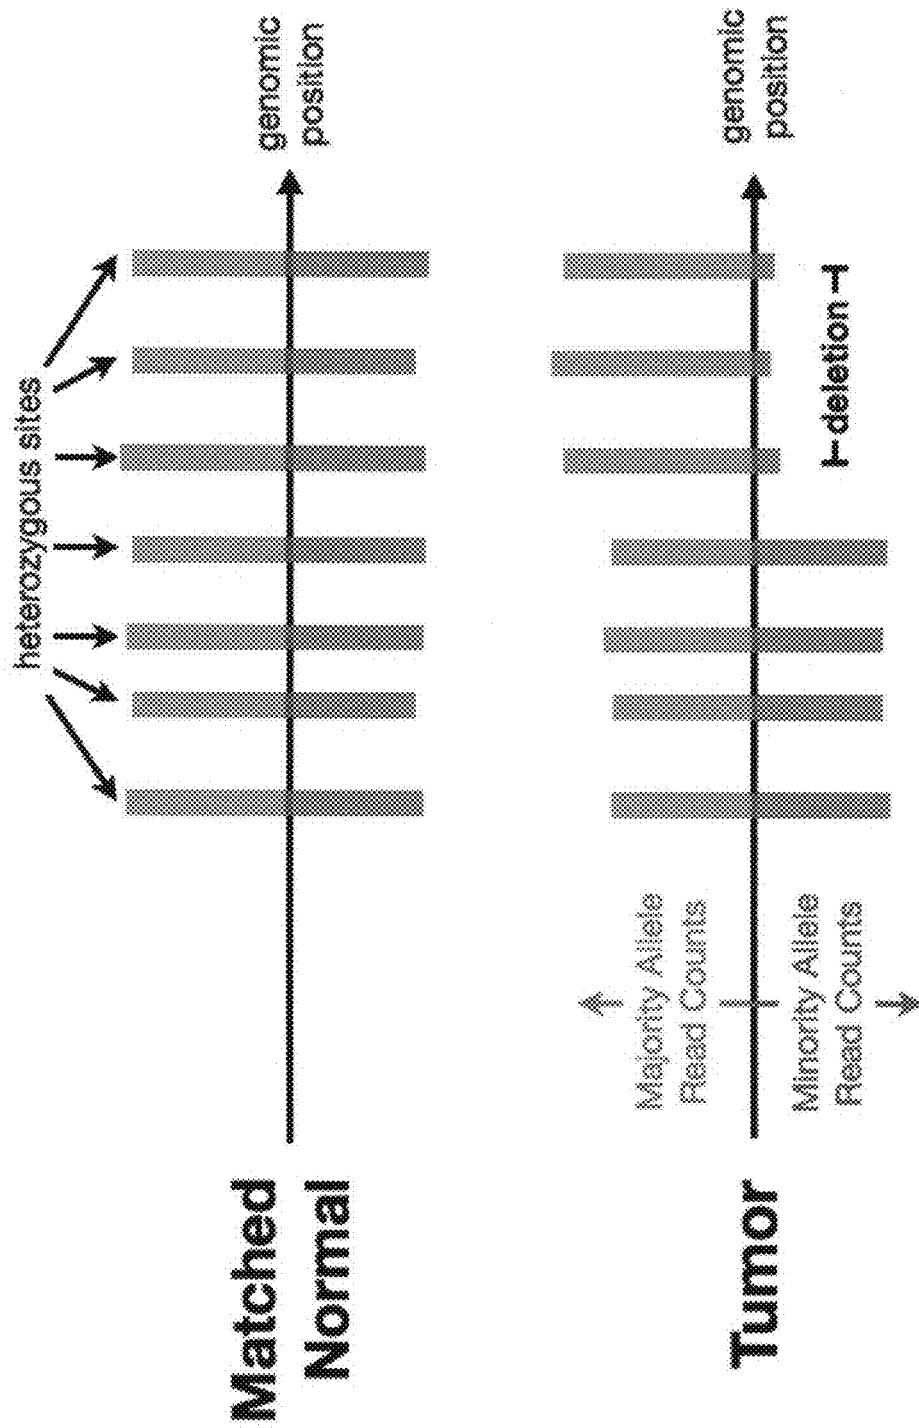 heterozygous sites
Matched
Normal
genomic
position
Majority Allele
Read Counts
Minority Allele
Read Counts
Tumor
genomic
position
deletion